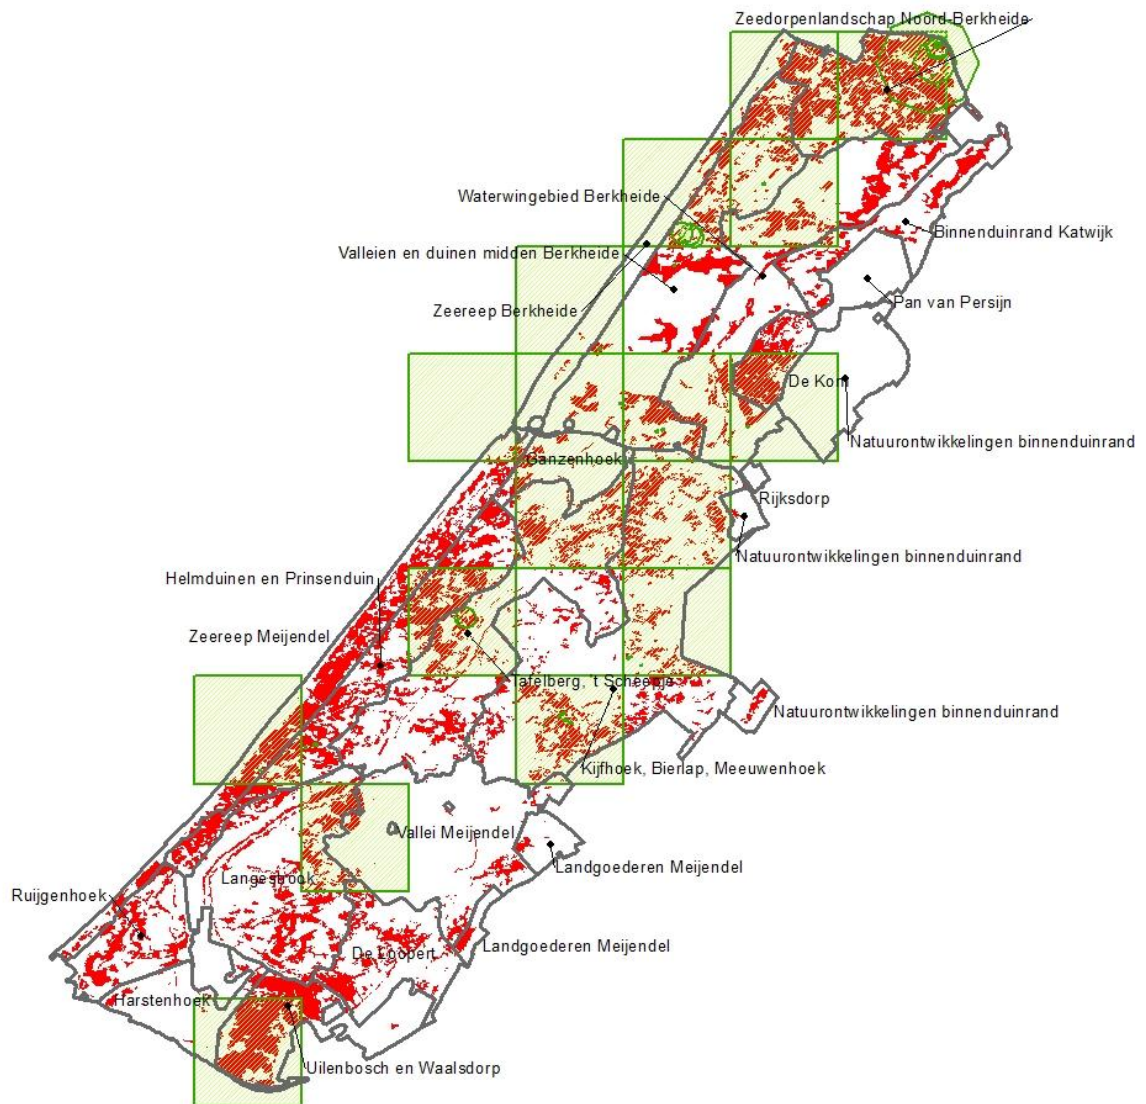 Zeedorpenlandschap Noord-Berkheide
Waterwingebied Berkheide
Binnenduinrand Katwijk
Valleien en duinen midden Berkheide
Pan van Persijn
Zeereep Berkheide
De Kom
Natuurontwikkelingen binnenduinrand
Ganzenhoek
Rijksdorp
Natuurontwikkelingen binnenduinrand
Helmduinen en Prinsenduin
Zeereep Meijendel
Tafelberg, 't Scheepje
Natuurontwikkelingen binnenduinrand
Kijfhoek, Bierlap, Meeuwenhoek
Vallei Meijendel
Landgoederen Meijendel
Langesbook
Ruijgenhoek
Landgoederen Meijendel
De Loopert
Harstenhoek
Uilenbosch en Waalsdorp